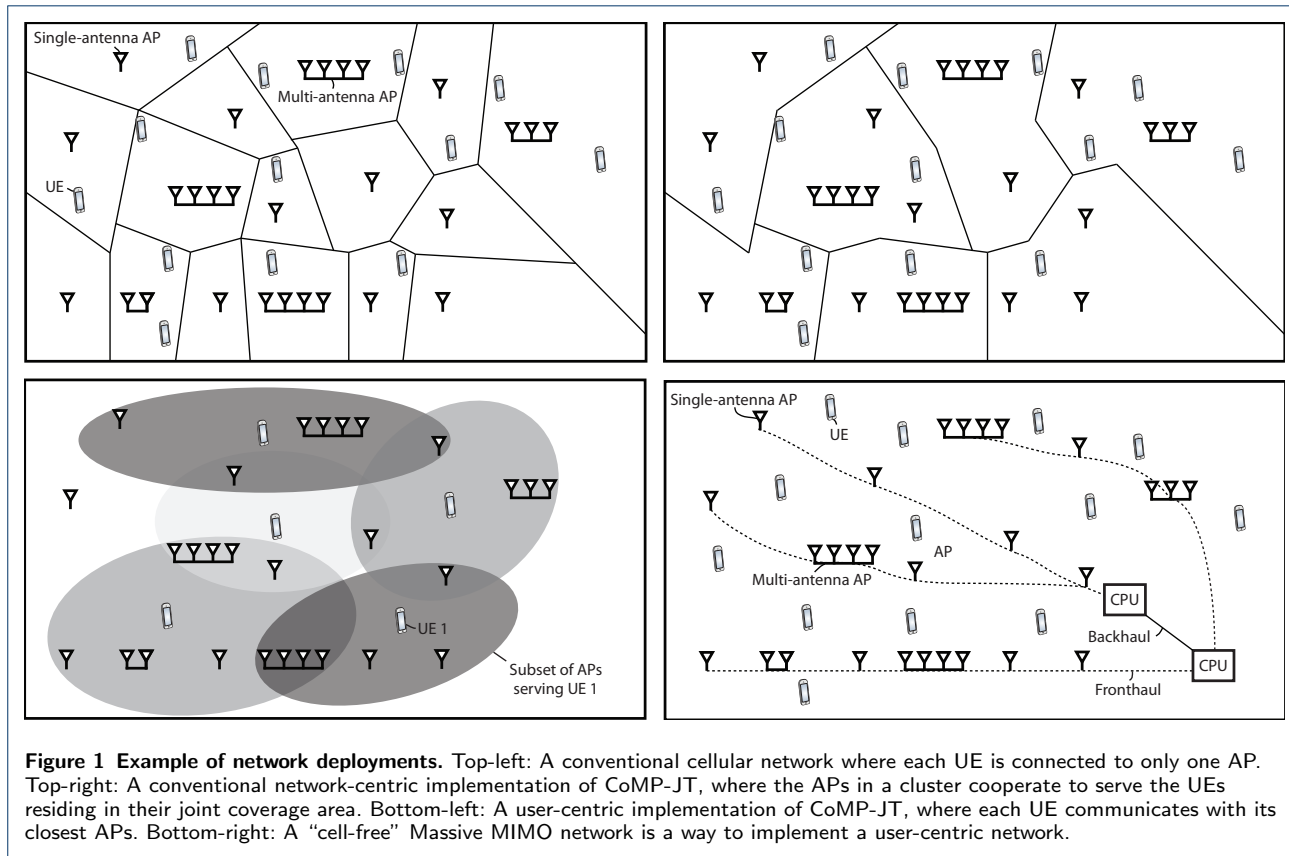 Single-antenna AP
Multi-antenna AP
UE
UE 1
Subset of APs
serving UE 1
Single-antenna AP
UE
AP
Multi-antenna AP
CPU
Backhaul
CPU
Fronthaul
Figure 1 Example of network deployments. Top-left: A conventional cellular network where each UE is connected to only one AP.
Top-right: A conventional network-centric implementation of CoMP-JT, where the APs in a cluster cooperate to serve the UEs
residing in their joint coverage area. Bottom-left: A user-centric implementation of CoMP-JT, where each UE communicates with its
closest APs. Bottom-right: A “cell-free” Massive MIMO network is a way to implement a user-centric network.